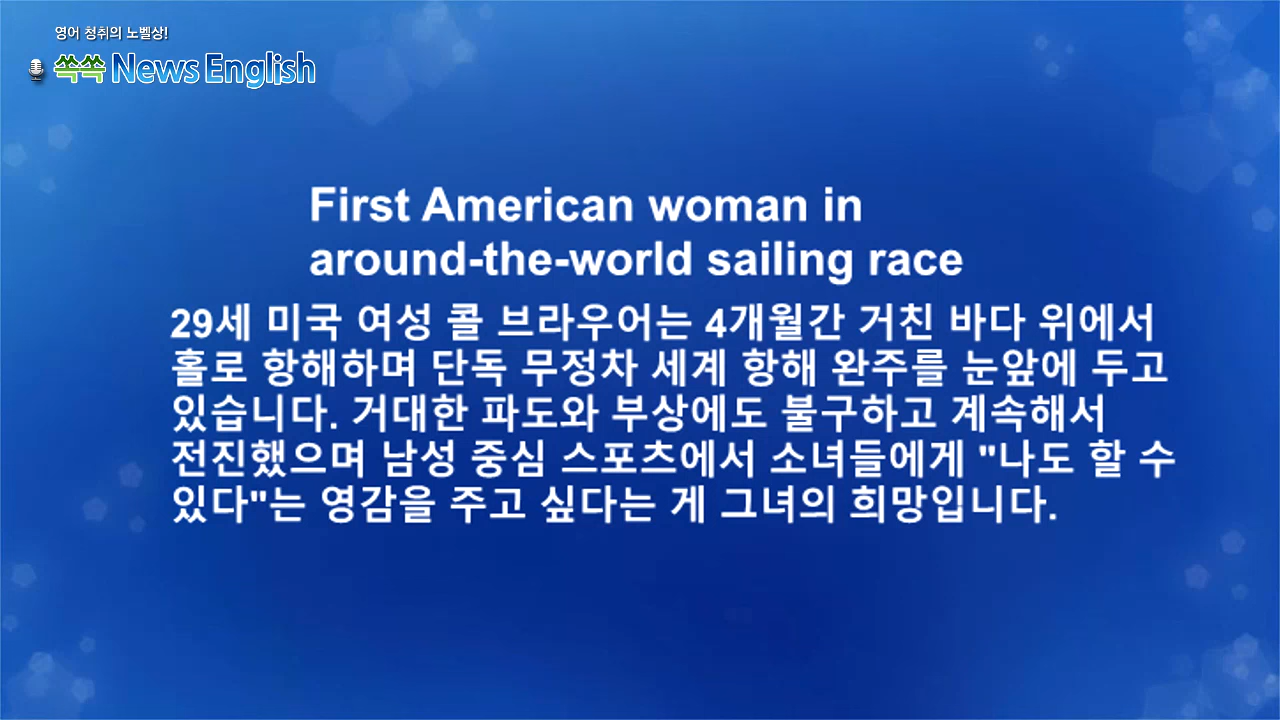 영어 청취의 노벨상!
쏙쏙 News English
First American woman in
around-the-world sailing race
29세 미국 여성 콜 브라우어는 4개월간 거친 바다 위에서
홀로 항해하며 단독 무정차 세계 항해 완주를 눈앞에 두고
있습니다. 거대한 파도와 부상에도 불구하고 계속해서
전진했으며 남성 중심 스포츠에서 소녀들에게 "나도 할 수
있다"는 영감을 주고 싶다는 게 그녀의 희망입니다.